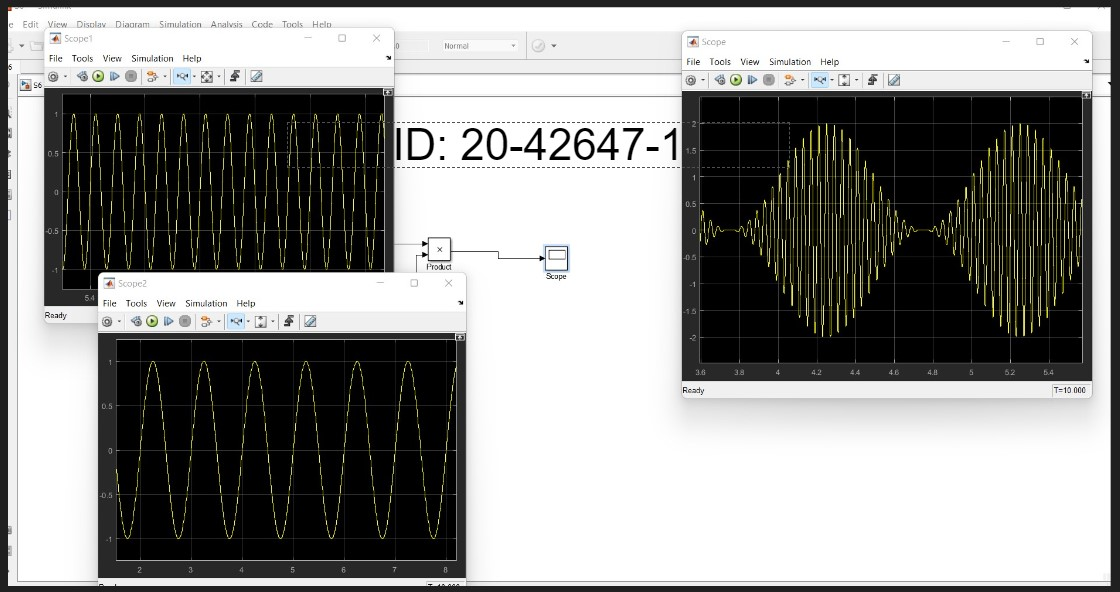 Edit View Display Diagram Simulation Analysis Code Tools Help
Normal
S6
Scope1
File Tools View Simulation Help
1
0.5
0
-0.5
-1
5.4
Ready
ID: 20-42647-1
Product
Scope
Scope2
File Tools View Simulation Help
1
0.5
0
-0.5
-1
2 3 4 5 6 7 8
Scope
File Tools View Simulation Help
2
1.5
1
0.5
0
-0.5
-1
-1.5
-2
3.6 3.8 4 4.2 4.4 4.6 4.8 5 5.2 5.4
Ready T=10.000